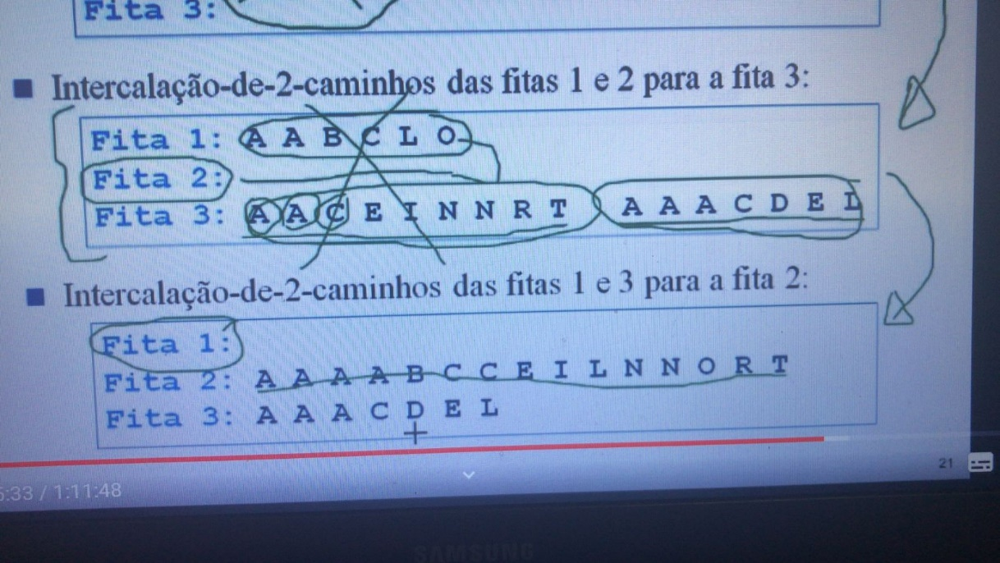 Fita 3:
Intercalação-de-2-caminhos das fitas 1 e 2 para a fita 3:
Fita 1: A A B C L O
Fita 2:
Fita 3: A A C E I N N R T A A A C D E L
Intercalação-de-2-caminhos das fitas 1 e 3 para a fita 2:
Fita 1:
Fita 2: A A A A B C C E I L N N O R T
Fita 3: A A A C D E L
21
5:33 / 1:11:48
SAMSUNG